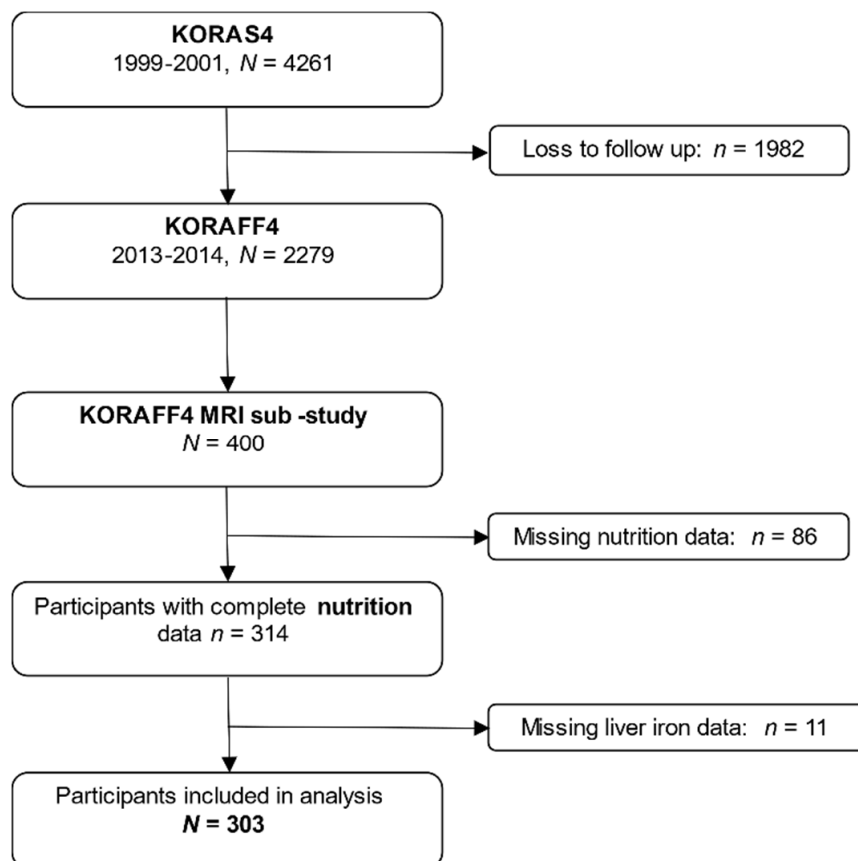 KORAS4
1999-2001, N = 4261
Loss to follow up: n = 1982
KORAFF4
2013-2014, N = 2279
KORAFF4 MRI sub -study
N = 400
Missing nutrition data: n = 86
Participants with complete nutrition
data n = 314
Missing liver iron data: n = 11
Participants included in analysis
N = 303